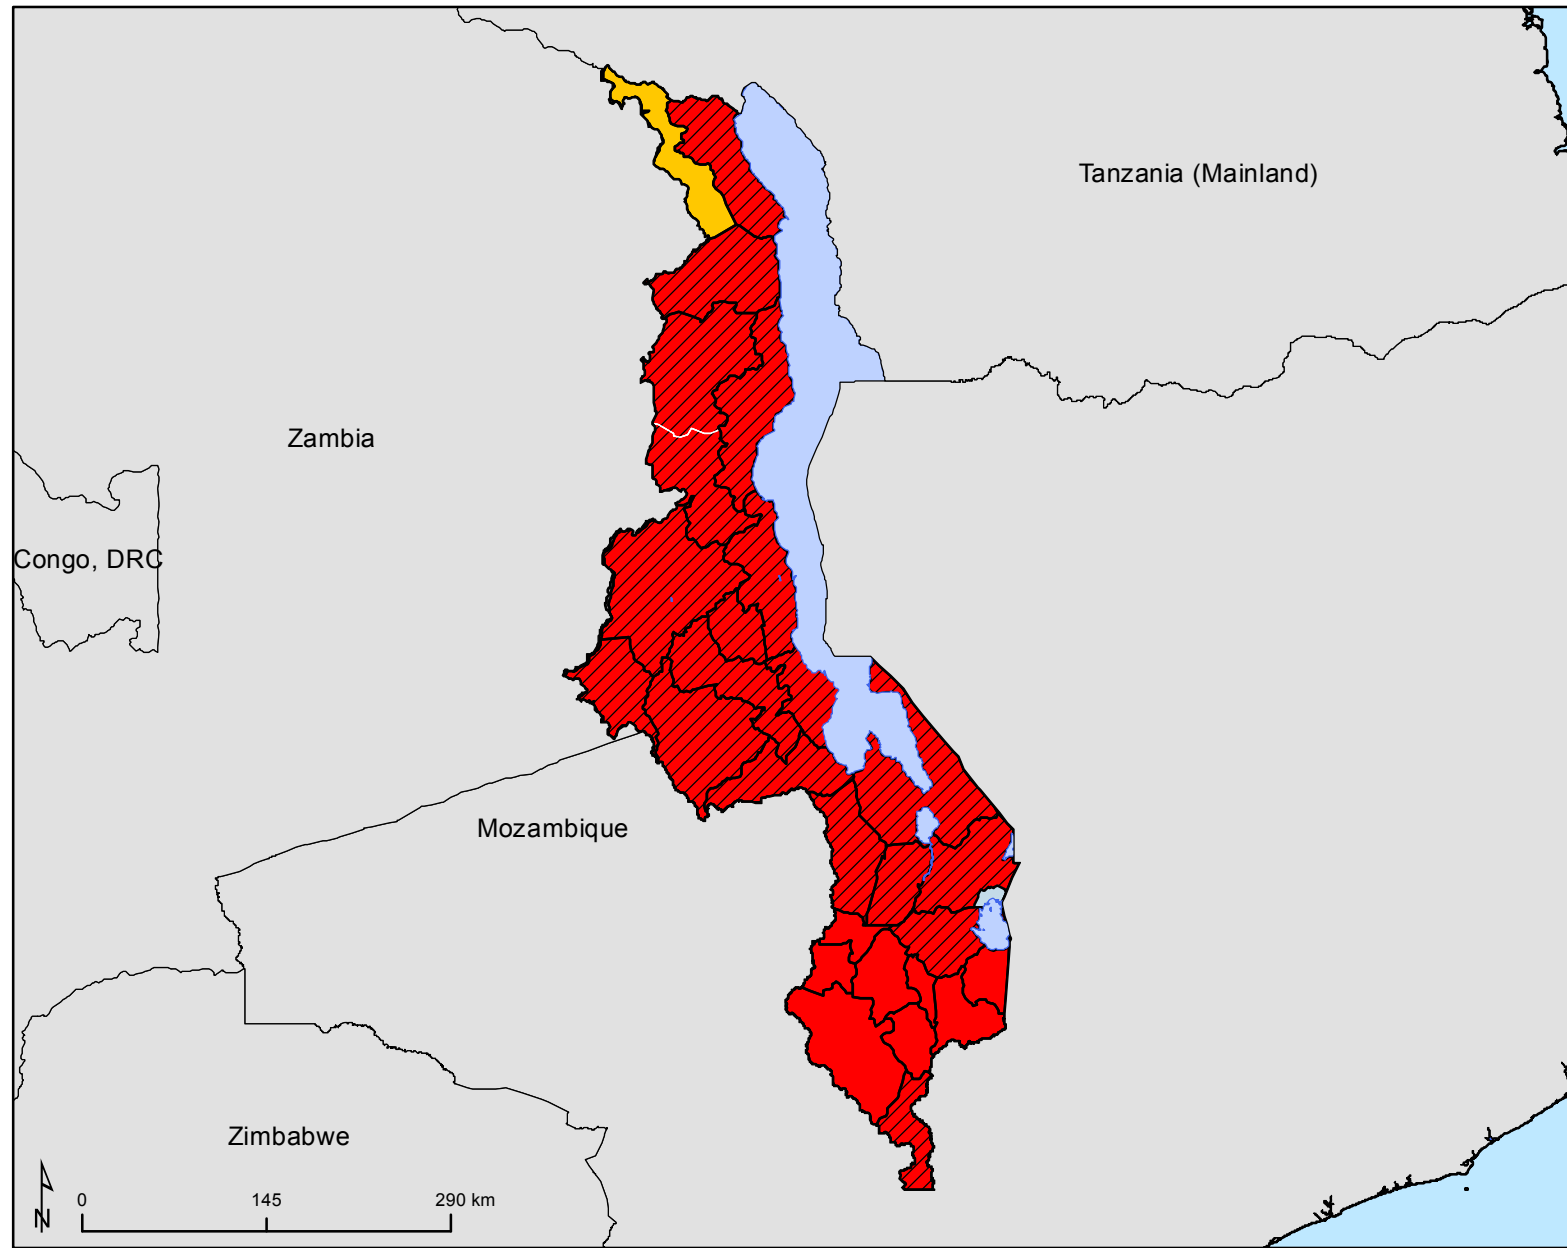 Tanzania (Mainland)
Zambia
Congo, DRC
Mozambique
Zimbabwe
N
0 145 290 km